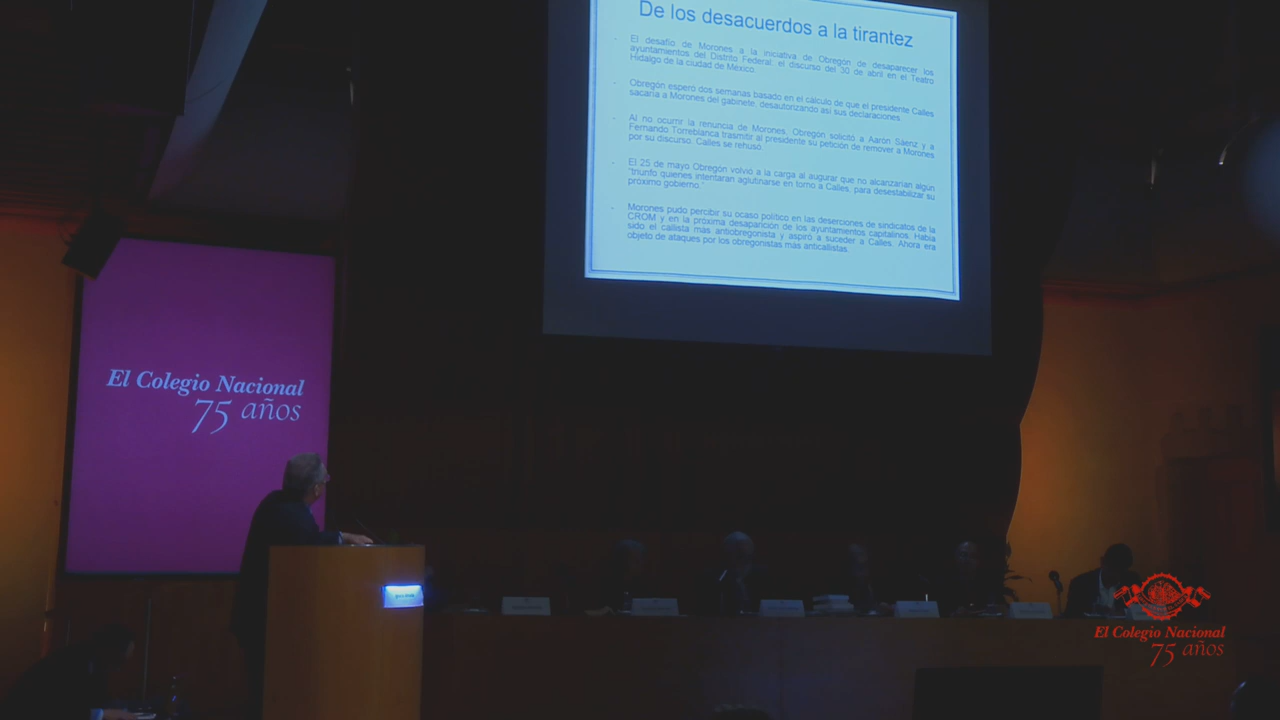 De los desacuerdos a la tirantez
- El desafío de Morones a la iniciativa de Obregón de desaparecer los
ayuntamientos del Distrito Federal: el discurso del 30 de abril en el Teatro
Hidalgo de la ciudad de México.
- Obregón esperó dos semanas basado en el cálculo de que el presidente Calles
sacaría a Morones del gabinete, desautorizando así sus declaraciones.
- Al no ocurrir la renuncia de Morones, Obregón solicitó a Aarón Sáenz y a
Fernando Torreblanca trasmitir al presidente su petición de remover a Morones
por su discurso. Calles se rehusó.
- El 25 de mayo Obregón volvió a la carga al augurar que no alcanzarían algún
"triunfo quienes intentaran aglutinarse en torno a Calles, para desestabilizar su
próximo gobierno."
- Morones pudo percibir su ocaso político en las deserciones de sindicatos de la
CROM y en la próxima desaparición de los ayuntamientos capitalinos. Había
sido el callista más antiobregonista y aspiró a suceder a Calles. Ahora era
objeto de ataques por los obregonistas más anticallistas.
El Colegio Nacional
75 años
El Colegio Nacional
75 años